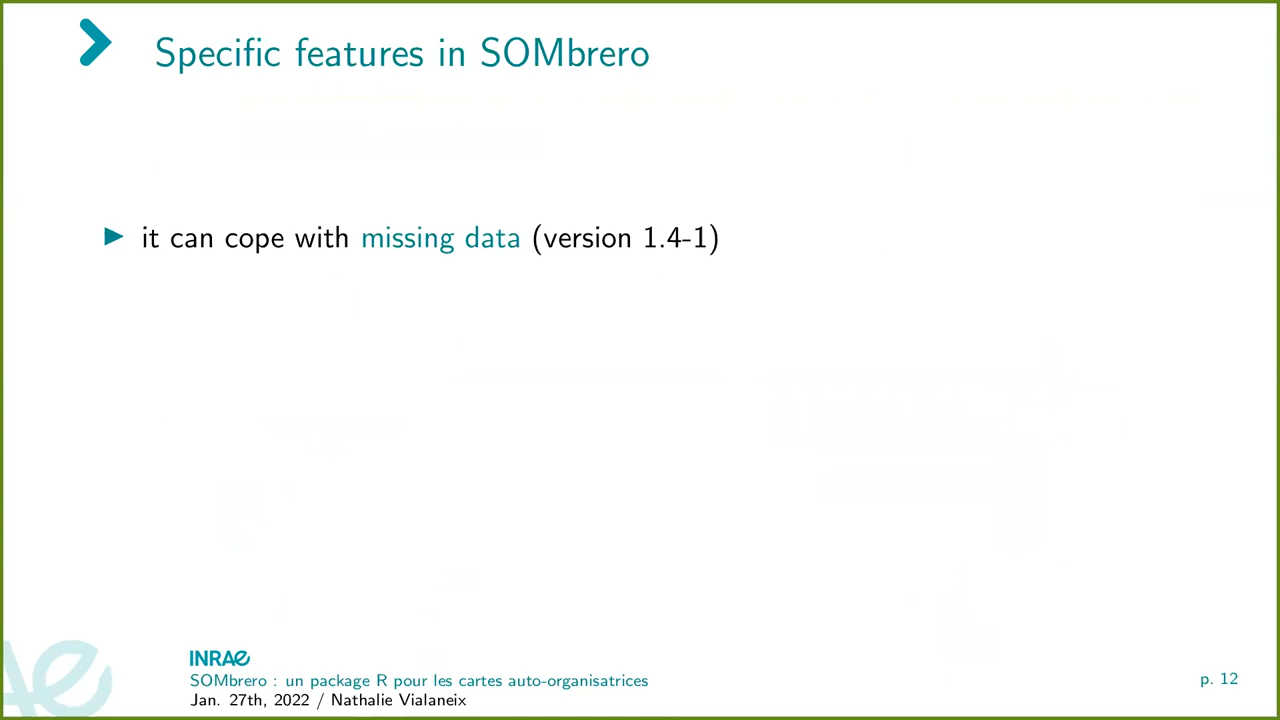 Specific features in SOMbrero
it can cope with missing data (version 1.4-1)
INRAE
SOMbrero : un package R pour les cartes auto-organisatrices
p. 12
Jan. 27th, 2022 / Nathalie Vialaneix